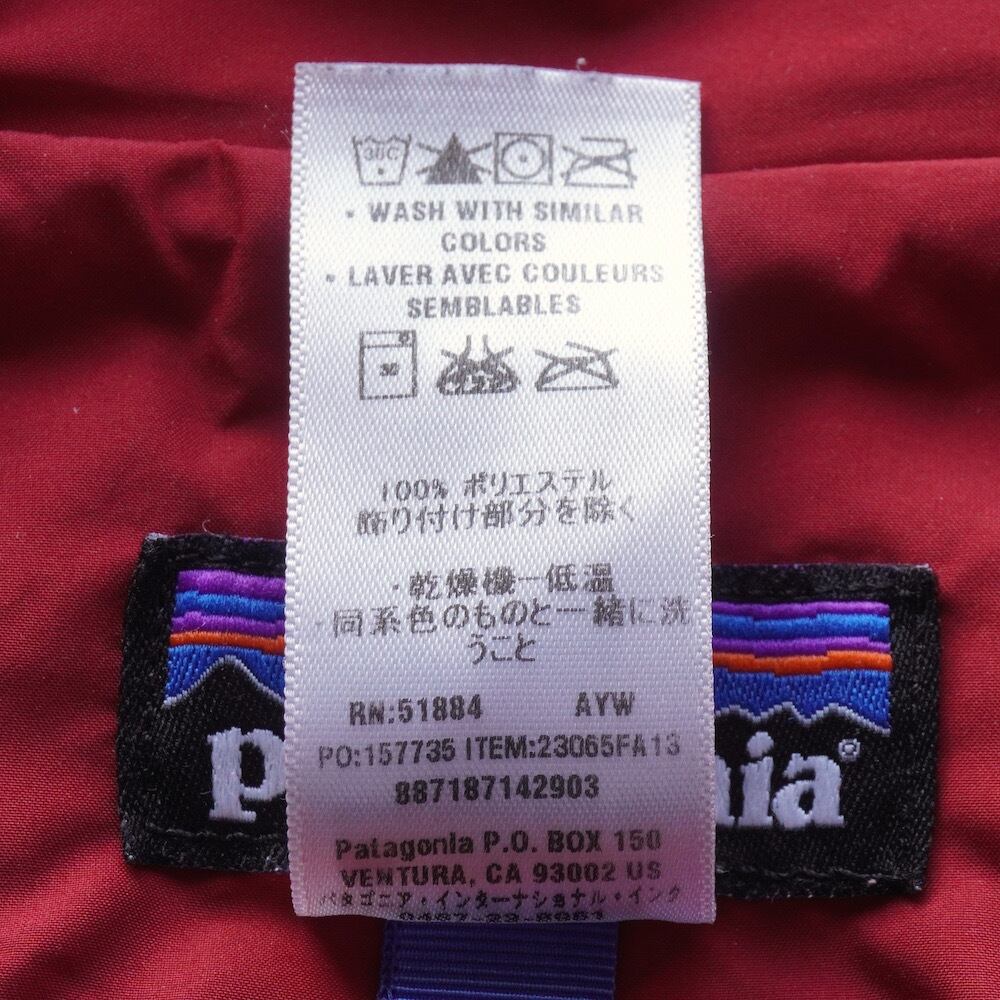 30C
• WASH WITH SIMILAR
COLORS
• LAVER AVEC COULEURS
SEMBLABLES
100% ポリエステル
飾り付け部分を除く
・乾燥機ー低温
・同系色のものと一緒に洗
うこと
RN:51884 AYW
PO:157735 ITEM:23065FA13
887187142903
p nia®
Patagonia P.O. BOX 150
VENTURA, CA 93002 US
パタゴニア・インターナショナル・インク